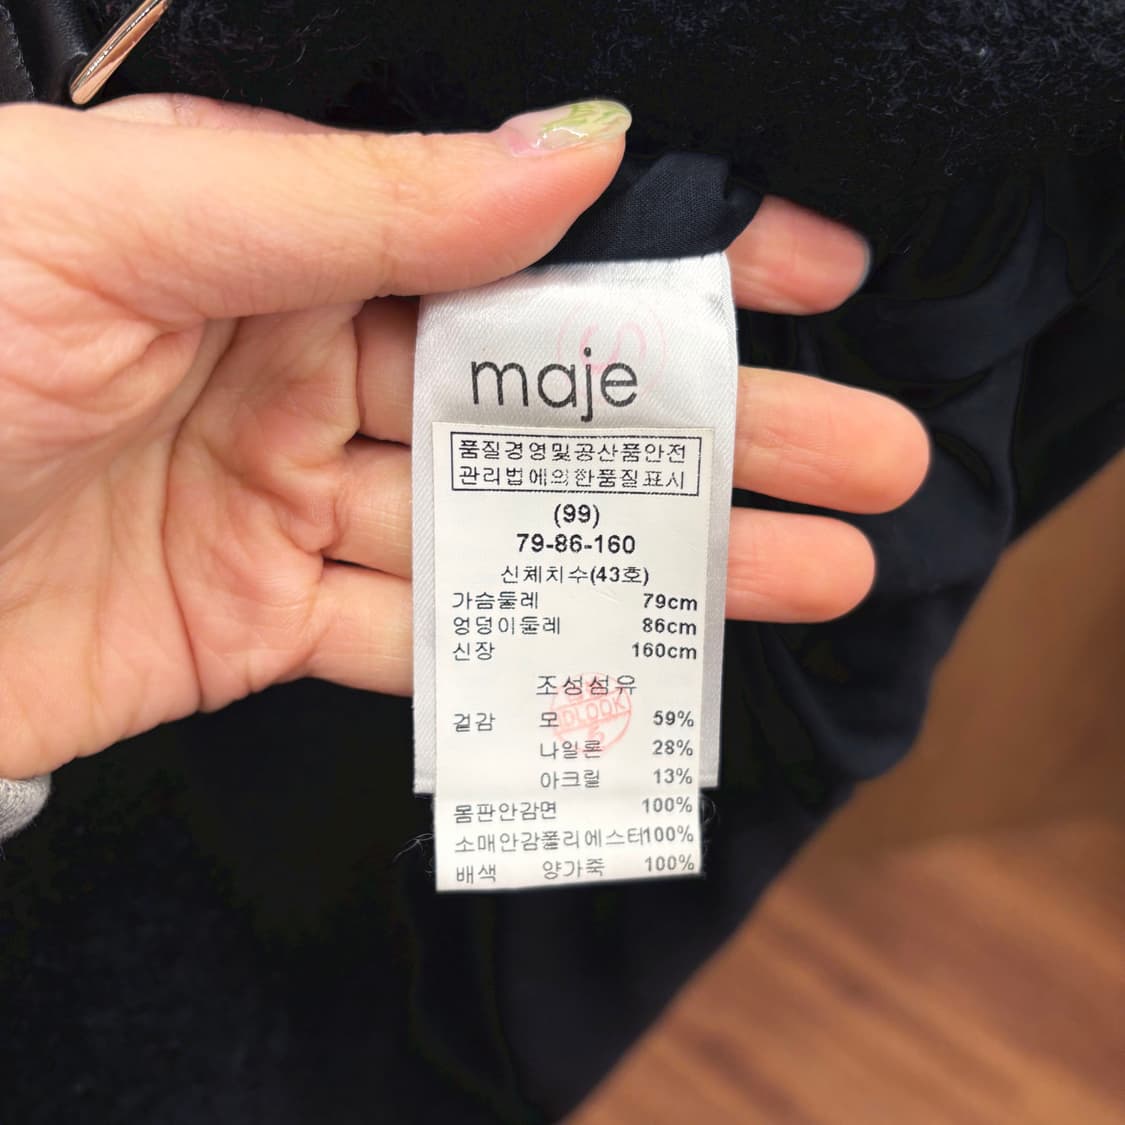 maje
품질경영및공산품안전
관리법에의한품질표시
(99)
79-86-160
신체치수(43호)
가슴둘레 79cm
엉덩이둘레 86cm
신장 160cm
조성섬유
겉감 모 59%
나일론 28%
아크릴 13%
몸판안감면 100%
소매안감폴리에스터100%
배색 양가죽 100%
DLOOK